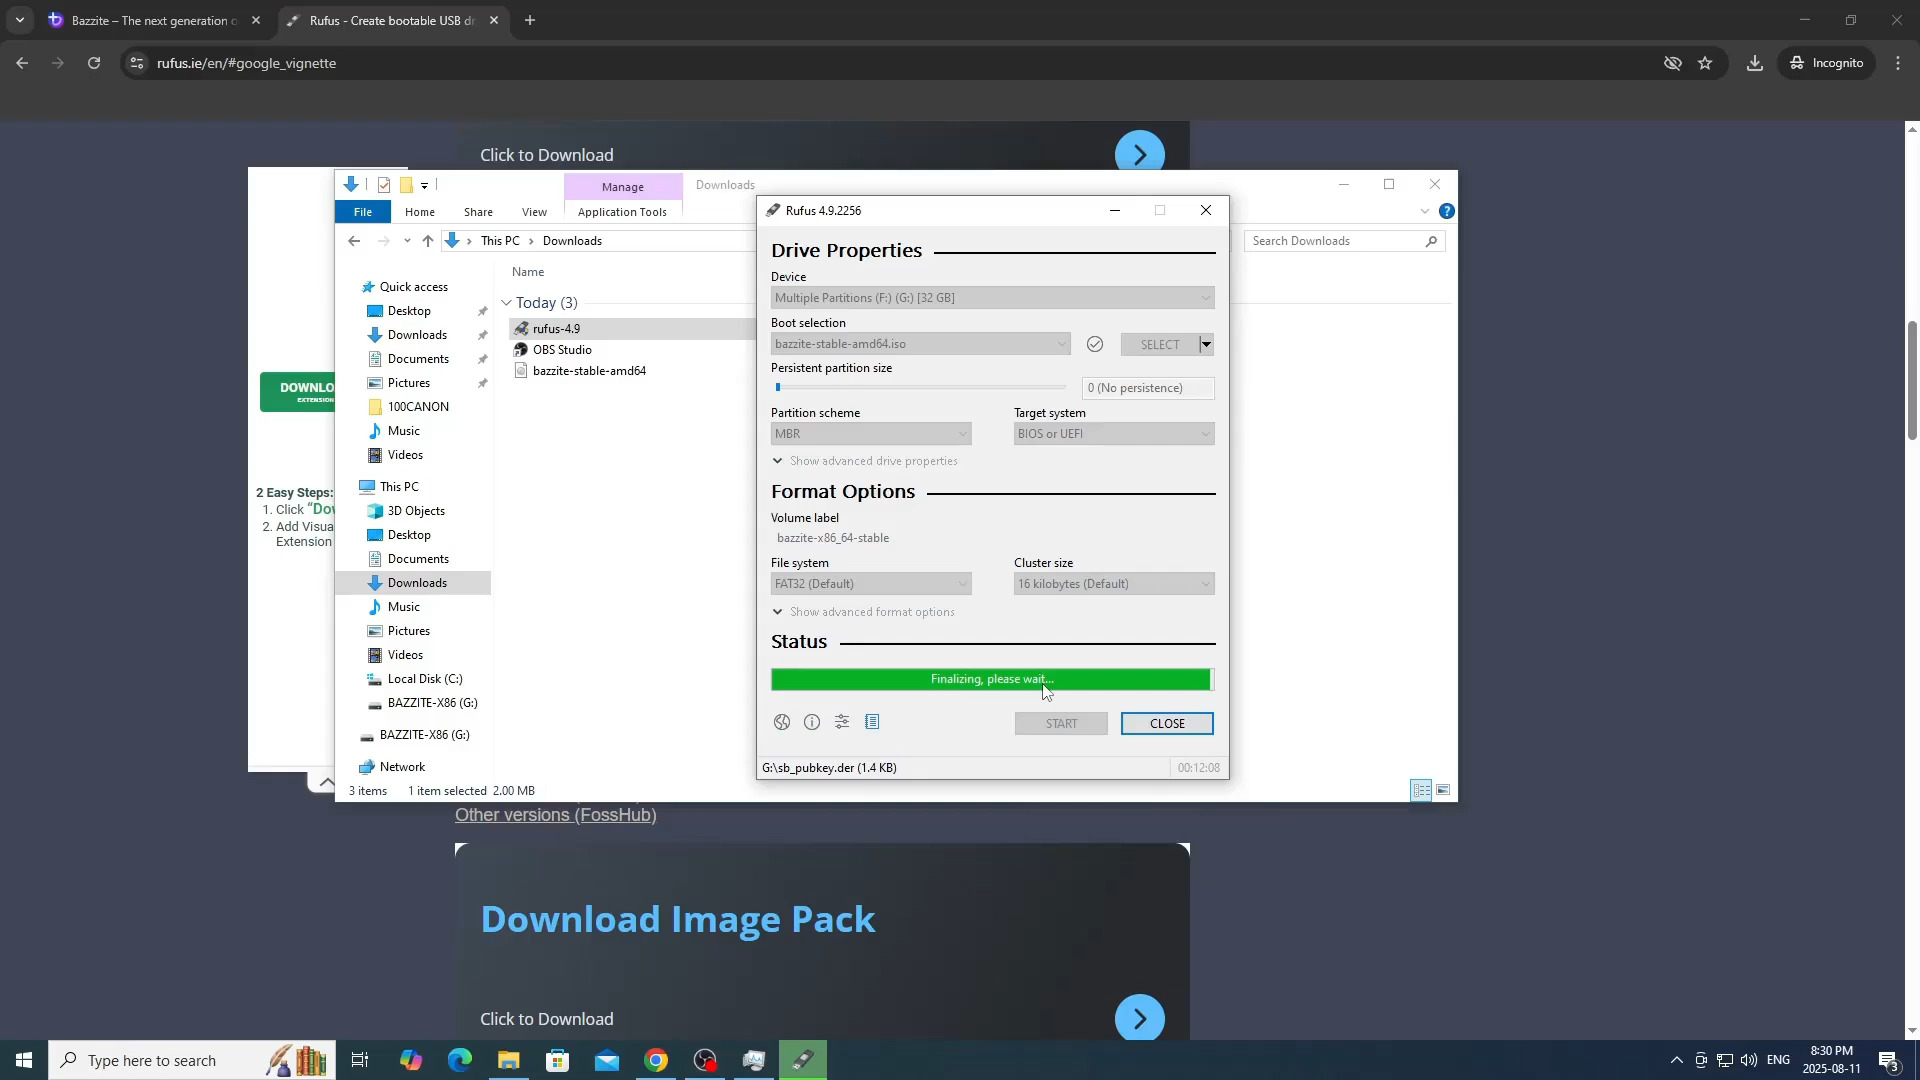 Bazzite – The next generation o
Rufus - Create bootable USB dr
rufus.ie/en/#google_vignette
Incognito
Click to Download
Manage
Downloads
File
Home
Share
View
Application Tools
This PC
Downloads
Search Downloads
Name
Quick access
Desktop
Downloads
Documents
Pictures
100CANON
Music
Videos
This PC
3D Objects
Desktop
Documents
Downloads
Music
Pictures
Videos
Local Disk (C:)
BAZZITE-X86 (G:)
BAZZITE-X86 (G:)
Network
Today (3)
rufus-4.9
OBS Studio
bazzite-stable-amd64
3 items
1 item selected
2.00 MB
Rufus 4.9.2256
Drive Properties
Device
Multiple Partitions (F:) (G:) [32 GB]
Boot selection
bazzite-stable-amd64.iso
SELECT
Persistent partition size
0 (No persistence)
Partition scheme
Target system
MBR
BIOS or UEFI
Show advanced drive properties
Format Options
Volume label
bazzite-x86_64-stable
File system
Cluster size
FAT32 (Default)
16 kilobytes (Default)
Show advanced format options
Status
Finalizing, please wait...
START
CLOSE
G:\sb_pubkey.der (1.4 KB)
00:12:08
DOWNLO
EXTENSION
2 Easy Steps:
1. Click "Dow
2. Add Visua
Extension
Other versions (FossHub)
Download Image Pack
Click to Download
Type here to search
ENG
8:30 PM
2025-08-11
3